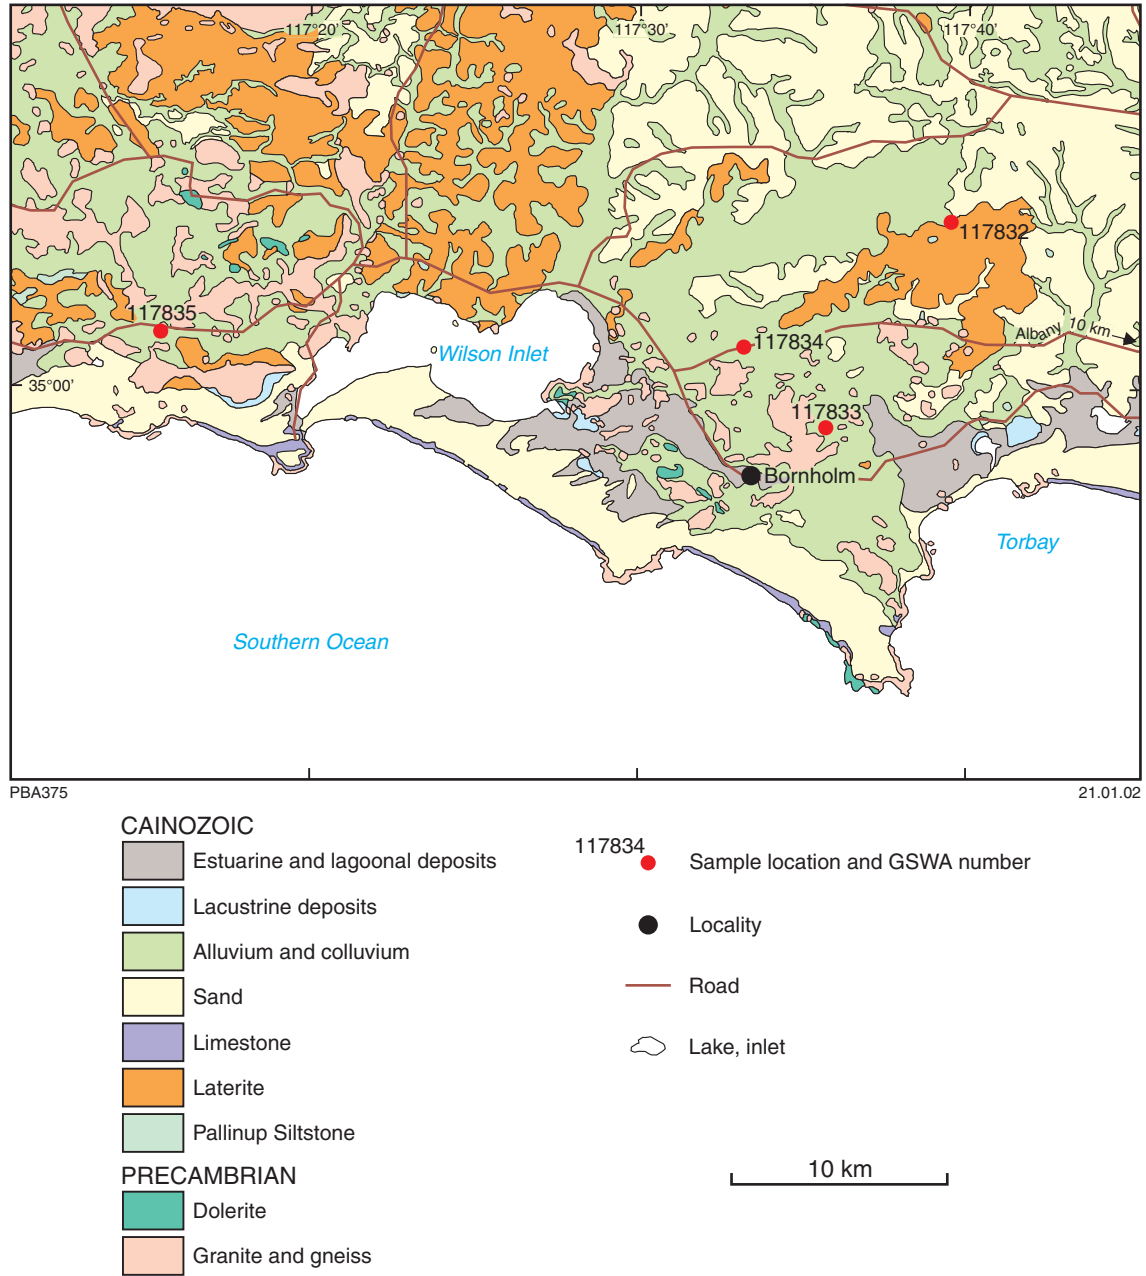 117°20'
117°30'
117°40'
117832
117835
Albany 10 km
117834
Wilson Inlet
35°00'
117833
Bornholm
Torbay
Southern Ocean
PBA375
21.01.02
CAINOZOIC
Estuarine and lagoonal deposits
Lacustrine deposits
Alluvium and colluvium
Sand
Limestone
Laterite
Pallinup Siltstone
PRECAMBRIAN
Dolerite
Granite and gneiss
117834
Sample location and GSWA number
Locality
Road
Lake, inlet
10 km